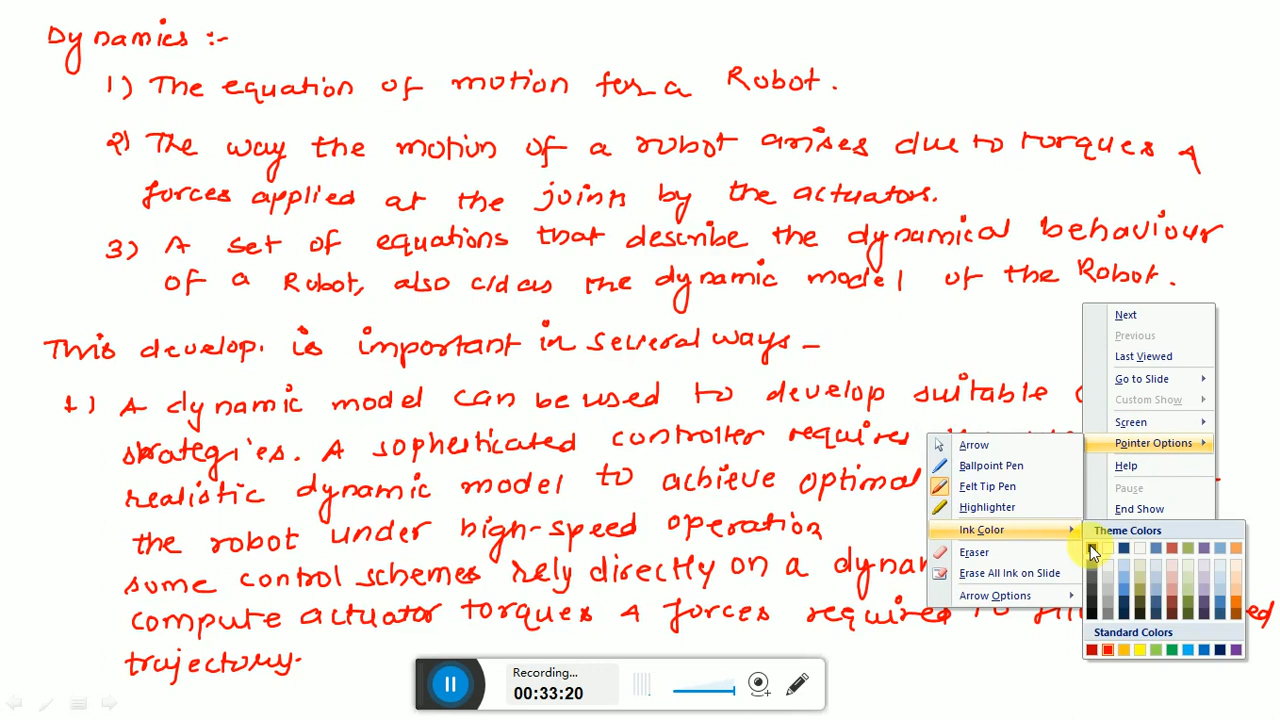 Dynamics :-
1) The equation of motion for a Robot.
2) The way the motion of a robot arises due to torques &
forces applied at the joints by the actuators.
3) A set of equations that describe the dynamical behaviour
of a Robot, also c/d as the dynamic model of the Robot.
This develop. is important in several ways -
1) A dynamic model can be used to develop suitable
strategies. A sophesticated controller requires
realistic dynamic model to achieve optimal
the robot under high-speed operation
some control schemes rely directly on a
compute actuator torques & forces required to
trajectory.
Next
Previous
Last Viewed
Go to Slide
Custom Show
Screen
Pointer Options
Help
Pause
End Show
Arrow
Ballpoint Pen
Felt Tip Pen
Highlighter
Ink Color
Eraser
Erase All Ink on Slide
Arrow Options
Theme Colors
Standard Colors
Recording...
00:33:20